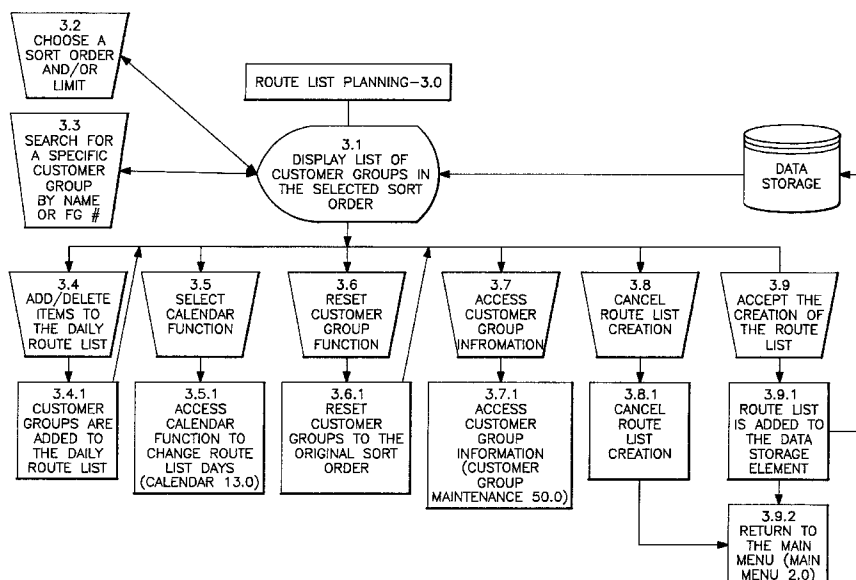 3.2
CHOOSE A
SORT ORDER
AND/OR
LIMIT
ROUTE LIST PLANNING-3.0
3.3
SEARCH FOR
A SPECIFIC
CUSTOMER
GROUP
BY NAME
OR FG #
3.1
DISPLAY LIST OF
CUSTOMER GROUPS IN
THE SELECTED SORT
ORDER
DATA
STORAGE
3.4
ADD/DELETE
ITEMS TO
THE DAILY
ROUTE LIST
3.5
SELECT
CALENDAR
FUNCTION
3.6
RESET
CUSTOMER
GROUP
FUNCTION
3.7
ACCESS
CUSTOMER
GROUP
INFROMATION
3.8
CANCEL
ROUTE LIST
CREATION
3.9
ACCEPT THE
CREATION OF
THE ROUTE
LIST
3.4.1
CUSTOMER
GROUPS ARE
ADDED TO
THE DAILY
ROUTE LIST
3.5.1
ACCESS
CALENDAR
FUNCTION TO
CHANGE ROUTE
LIST DAYS
(CALENDAR 13.0)
3.6.1
RESET
CUSTOMER
GROUPS TO THE
ORIGINAL SORT
ORDER
3.7.1
ACCESS
CUSTOMER
GROUP
INFORMATION
(CUSTOMER
GROUP
MAINTENANCE 50.0)
3.8.1
CANCEL
ROUTE
LIST
CREATION
3.9.1
ROUTE LIST
IS ADDED TO
THE DATA
STORAGE
ELEMENT
3.9.2
RETURN TO
THE MAIN
MENU (MAIN
MENU 2.0)